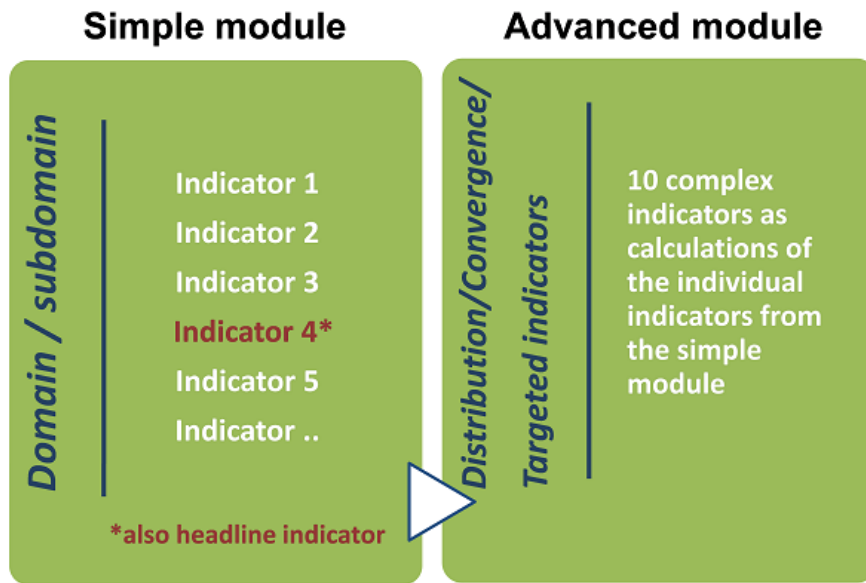 Simple module
Domain / subdomain
Indicator 1
Indicator 2
Indicator 3
Indicator 4*
Indicator 5
Indicator ..
*also headline indicator
Advanced module
Distribution/Convergence/
Targeted indicators
10 complex
indicators as
calculations of
the individual
indicators from
the simple
module